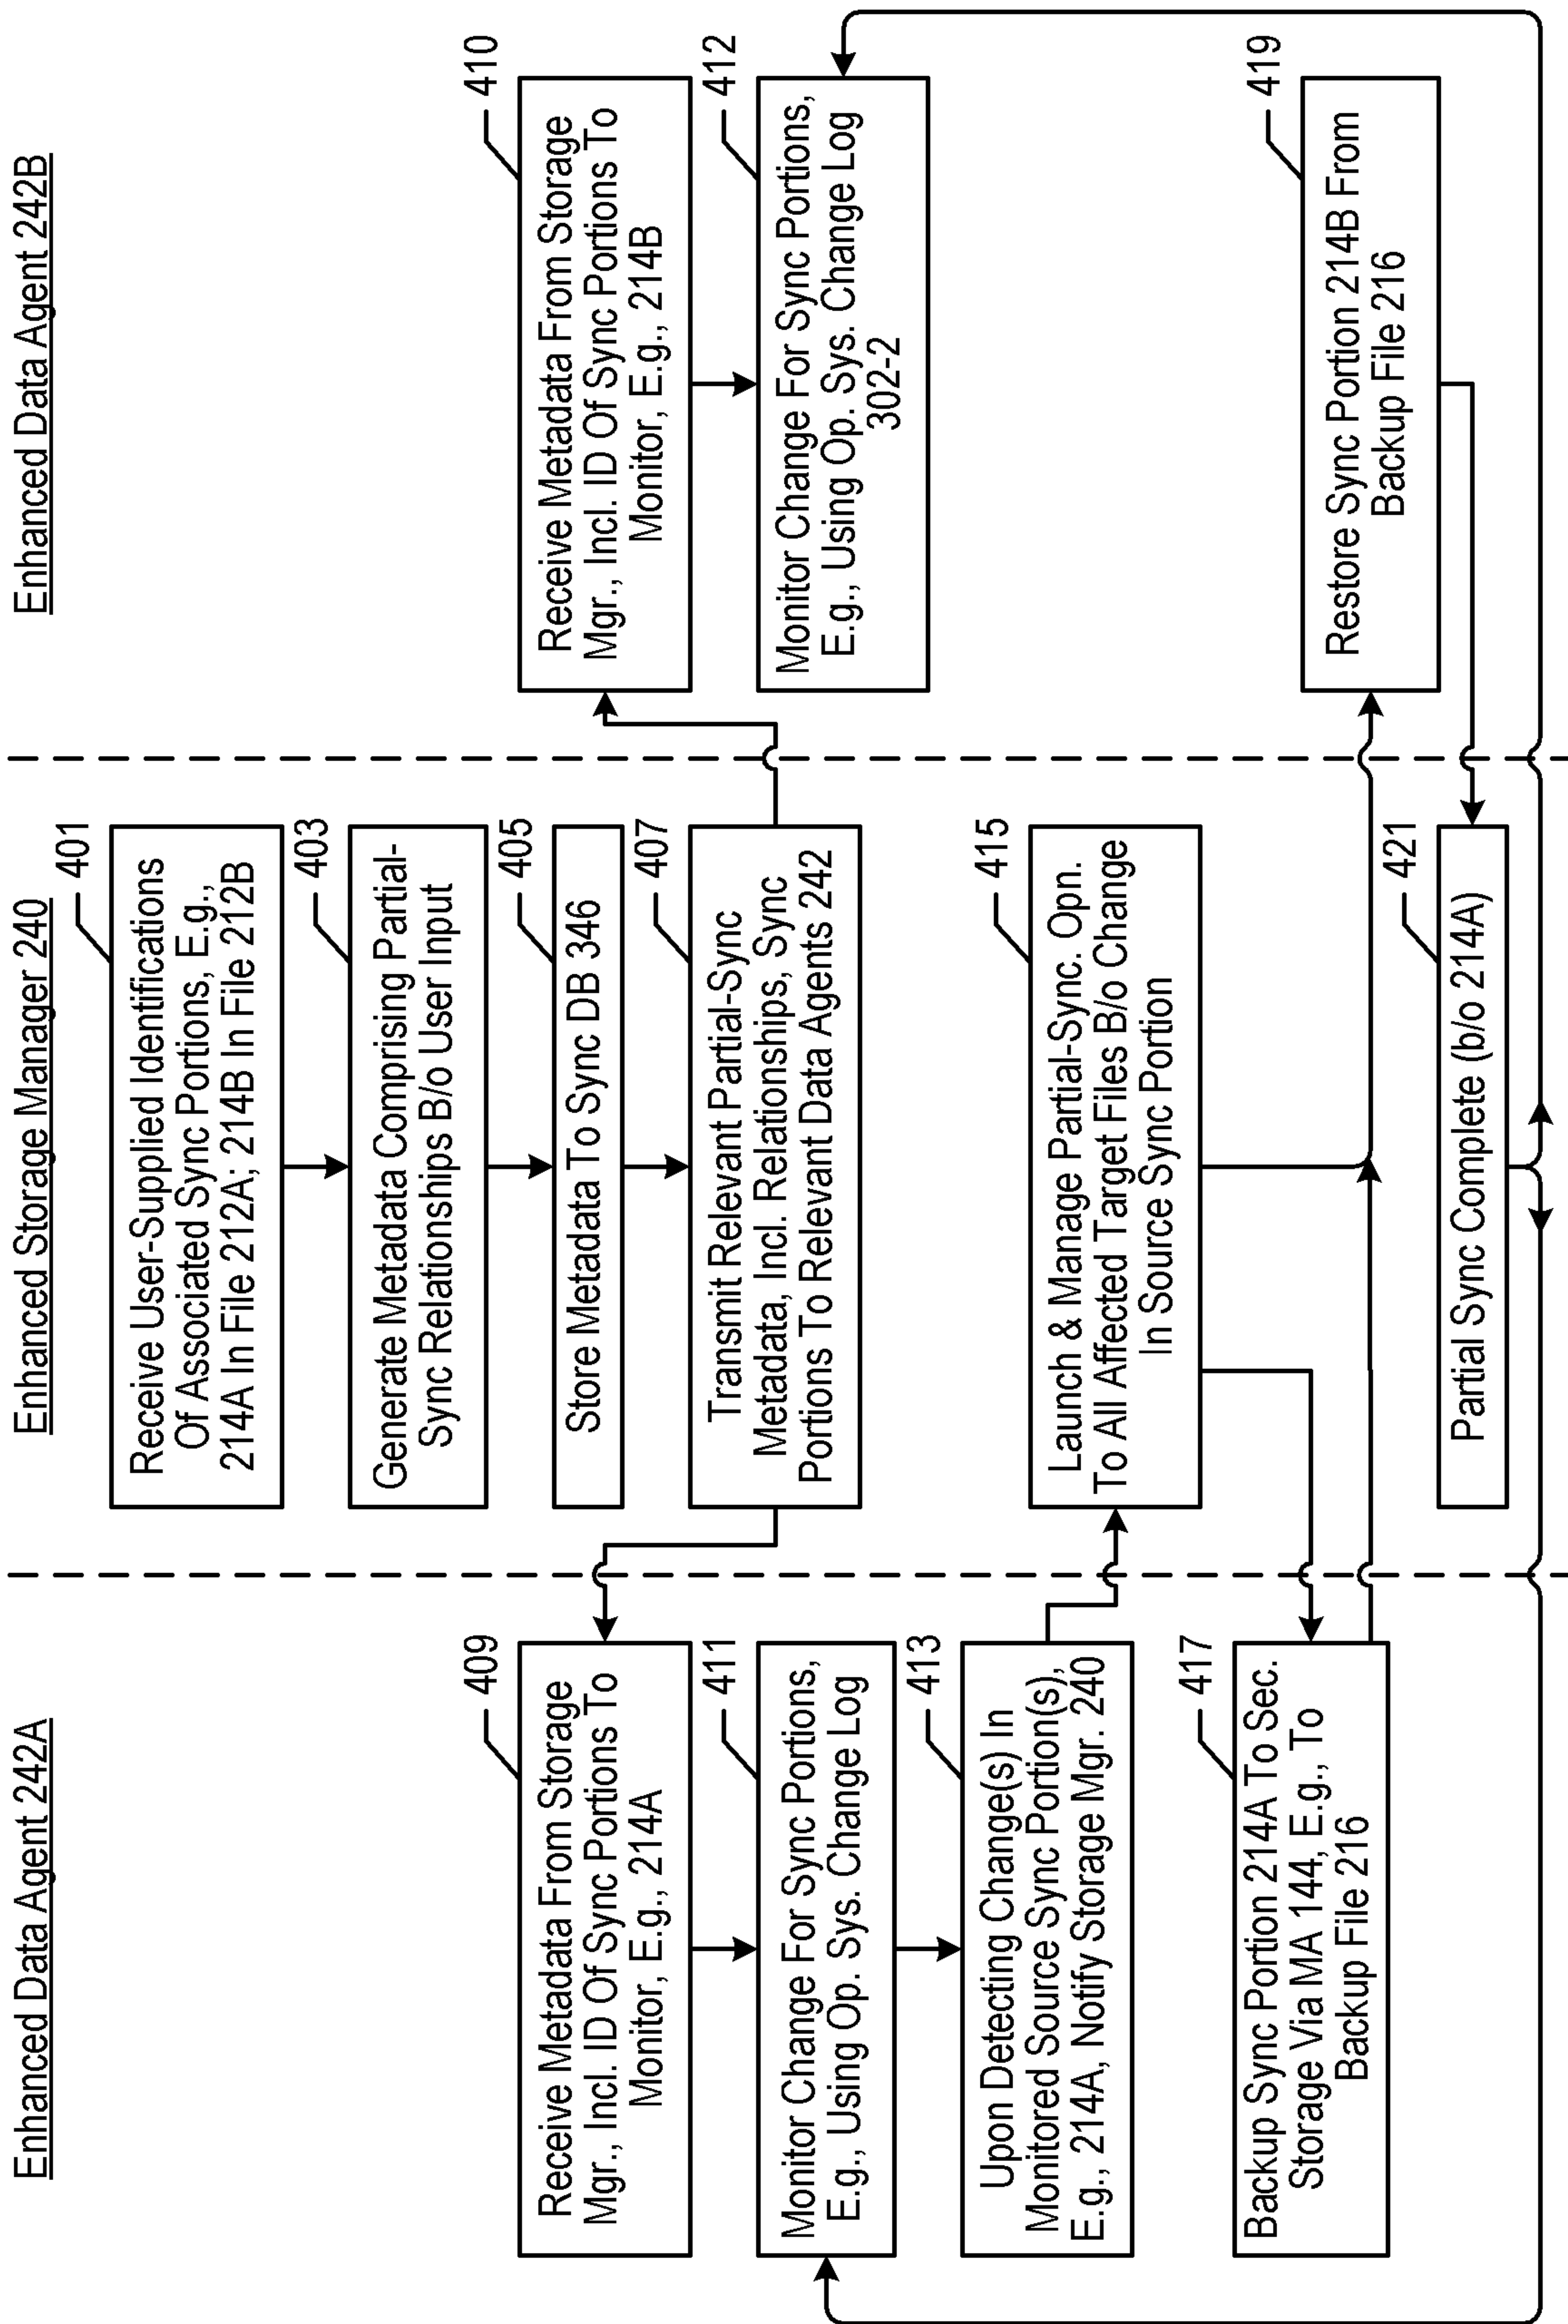 Enhanced Data Agent 242A
Enhanced Storage Manager 240
Enhanced Data Agent 242B
401
Receive User-Supplied Identifications
Of Associated Sync Portions, E.g.,
214A In File 212A; 214B In File 212B
403
Generate Metadata Comprising Partial-
Sync Relationships B/o User Input
405
Store Metadata To Sync DB 346
407
Transmit Relevant Partial-Sync
Metadata, Incl. Relationships, Sync
Portions To Relevant Data Agents 242
409
Receive Metadata From Storage
Mgr., Incl. ID Of Sync Portions To
Monitor, E.g., 214A
410
Receive Metadata From Storage
Mgr., Incl. ID Of Sync Portions To
Monitor, E.g., 214B
411
Monitor Change For Sync Portions,
E.g., Using Op. Sys. Change Log
412
Monitor Change For Sync Portions,
E.g., Using Op. Sys. Change Log
302-2
413
Upon Detecting Change(s) In
Monitored Source Sync Portion(s),
E.g., 214A, Notify Storage Mgr. 240
415
Launch & Manage Partial-Sync. Opn.
To All Affected Target Files B/o Change
In Source Sync Portion
417
Backup Sync Portion 214A To Sec.
Storage Via MA 144, E.g., To
Backup File 216
419
Restore Sync Portion 214B From
Backup File 216
421
Partial Sync Complete (b/o 214A)